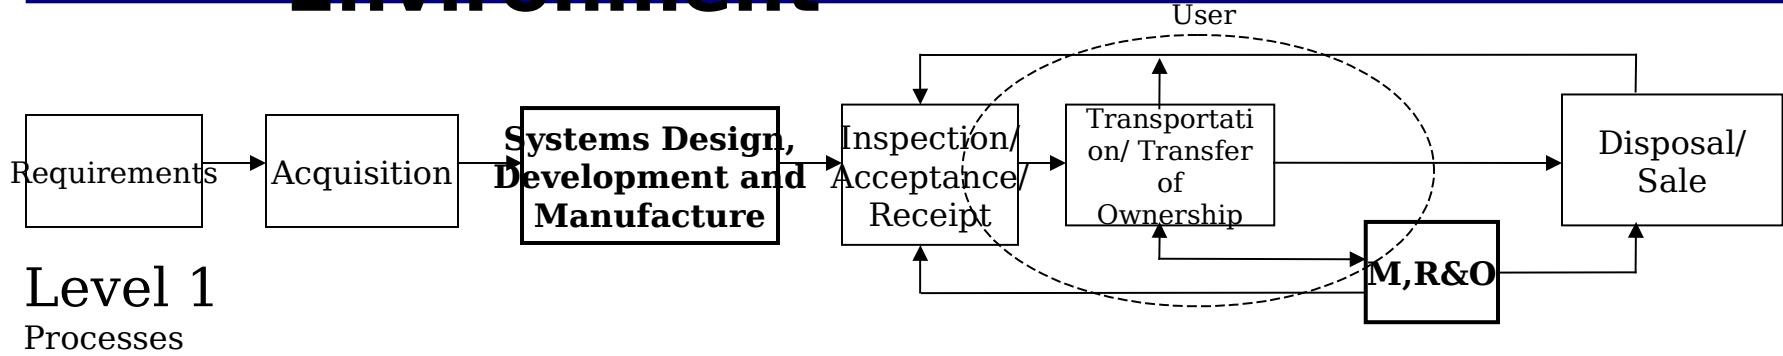 Environment
User
Requirements
Acquisition
Systems Design,
Development and
Manufacture
Inspection/
Acceptance/
Receipt
Transportati
on/ Transfer
of
Ownership
Disposal/
Sale
M,R&O
Level 1
Processes